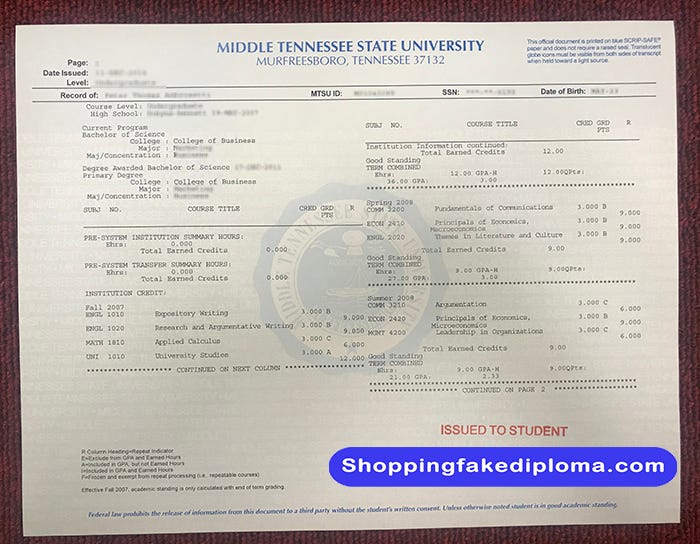 MIDDLE TENNESSEE STATE UNIVERSITY
MURFREESBORO, TENNESSEE 37132
This official document is printed on blue SCRIP-SAFE®
paper and does not require a raised seal. Translucent
globe icons must be visible from both sides of transcript
when held toward a light source.
Page:
Date Issued:
Level:
Record of: MTSU ID: SSN: Date of Birth:
Course Level:
High School:
Current Program
Bachelor of Science
College : College of Business
Major :
Maj/Concentration :
Degree Awarded Bachelor of Science
Primary Degree
College : College of Business
Major :
Maj/Concentration :
SUBJ NO. COURSE TITLE CRED GRD R
PTS
PRE-SYSTEM INSTITUTION SUMMARY HOURS:
Ehrs: 0.000
Total Earned Credits 0.000
PRE-SYSTEM TRANSFER SUMMARY HOURS:
Ehrs: 0.000
Total Earned Credits 0.000
INSTITUTION CREDIT:
Fall 2007
ENGL 1010 Expository Writing 3.000 B
9.000
ENGL 1020 Research and Argumentative Writing 3.000 B
9.000
MATH 1810 Applied Calculus 3.000 C
6.000
UNI 1010 University Studies 3.000 A
12.000
CONTINUED ON NEXT COLUMN
SUBJ NO. COURSE TITLE CRED GRD R
PTS
Institution Information continued:
Total Earned Credits 12.00
Good Standing
TERM COMBINED
Ehrs: 12.00 GPA-H 12.00QPts:
36.00 GPA: 3.00
Spring 2008
COMM 2200 Fundamentals of Communications 3.000 B
9.000
ECON 2410 Principals of Economics, 3.000 B
Macroeconomics 9.000
ENGL 2020 Themes in Literature and Culture 3.000 B
9.000
Total Earned Credits 9.00
Good Standing
TERM COMBINED
Ehrs: 9.00 GPA-H 9.00QPts:
27.00 GPA: 3.00
Summer 2008
COMM 3210 Argumentation 3.000 C
6.000
ECON 2420 Principals of Economics, 3.000 B
Microeconomics 9.000
MGMT 4200 Leadership in Organizations 3.000 C
6.000
Total Earned Credits 9.00
Good Standing
TERM COMBINED
Ehrs: 9.00 GPA-H 9.00QPts:
21.00 GPA: 2.33
CONTINUED ON PAGE 2
ISSUED TO STUDENT
R Column Heading=Repeat Indicator
E=Exclude from GPA and Earned Hours
A=Included in GPA, but not Earned Hours
I=Included in GPA and Earned Hours
F=Frozen and exempt from repeat processing (i.e.. repeatable courses)
Effective Fall 2007, academic standing is only calculated with end of term grading.
Shoppingfakediploma.com
Federal law prohibits the release of information from this document to a third party without the student's written consent. Unless otherwise noted student is in good academic standing.